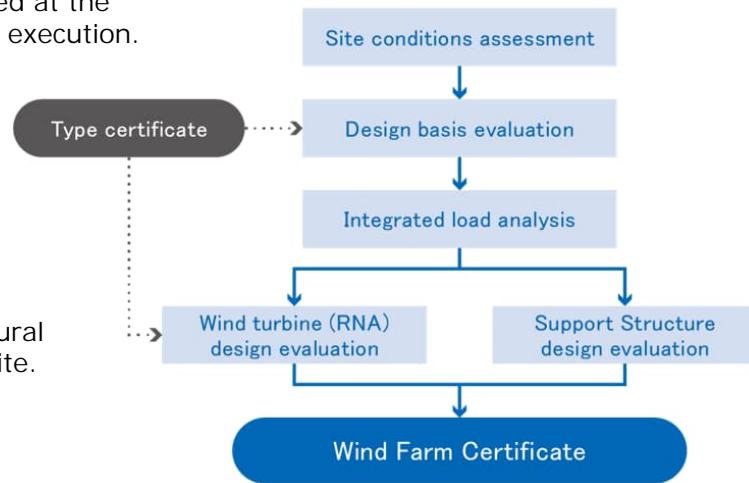 ed at the
execution.
Site conditions assessment
Type certificate
Design basis evaluation
Integrated load analysis
ural
ite.
Wind turbine (RNA)
design evaluation
Support Structure
design evaluation
Wind Farm Certificate